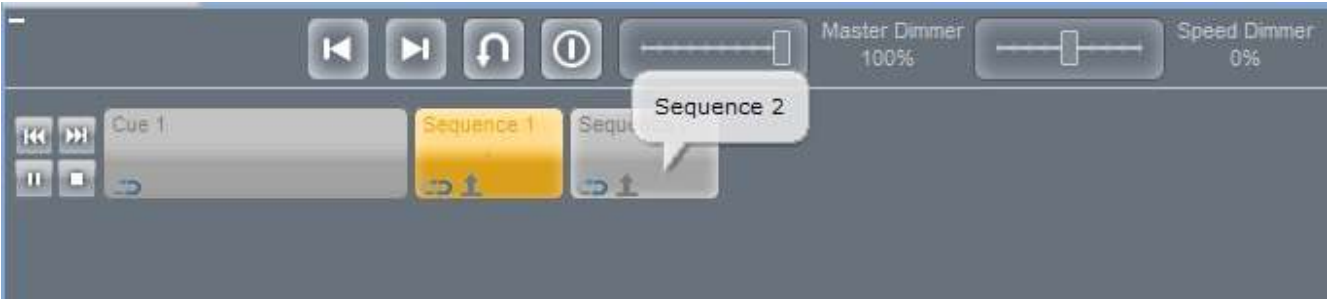 Master Dimmer
100%
Speed Dimmer
0%
Sequence 2
Cue 1
Sequence 1